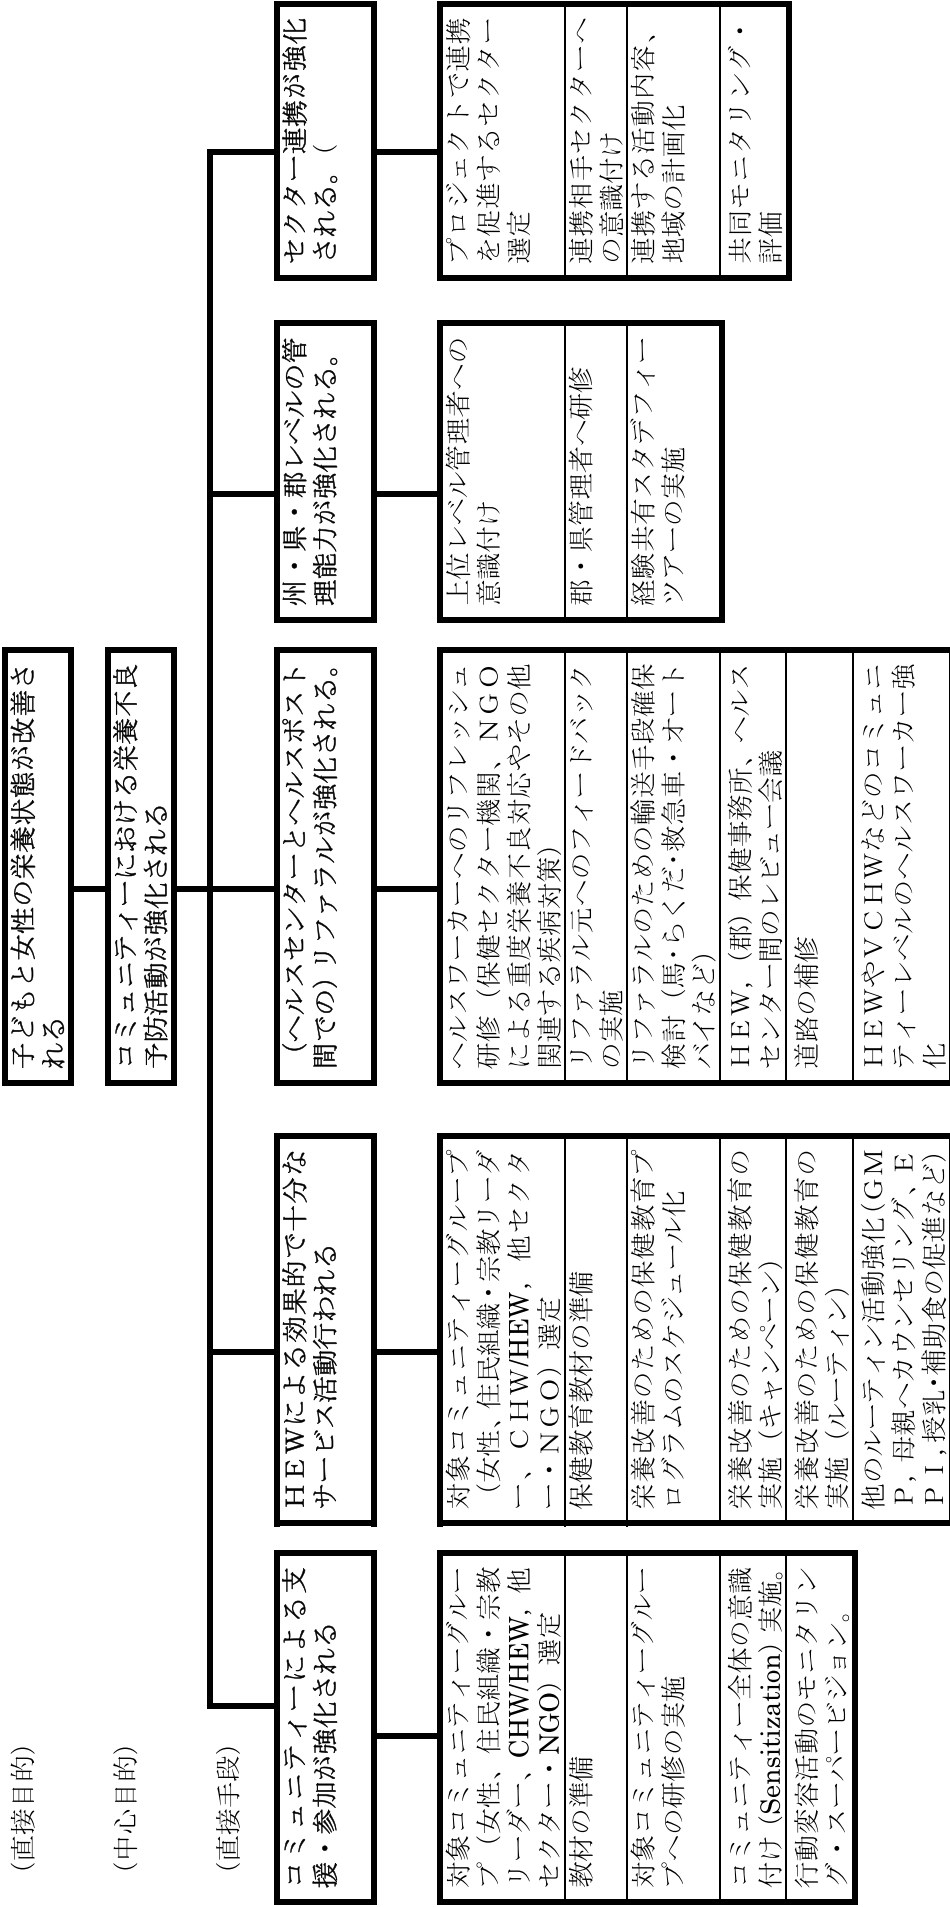 (直接目的)
子どもと女性の栄養状態が改善さ
れる
(中心目的)
コミュニティーにおける栄養不良
予防活動が強化される
(直接手段)
コミュニティーによる支
援・参加が強化される
対象コミュニティーグルー
プ（女性、住民組織・宗教
リーダー、CHW/HEW，他
セクター・NGO）選定
教材の準備
対象コミュニティーグルー
プへの研修の実施
コミュニティー全体の意識
付け（Sensitization）実施。
行動変容活動のモニタリン
グ・スーパービジョン。
ＨＥＷによる効果的で十分な
サービス活動行われる
対象コミュニティーグループ
（女性、住民組織・宗教リーダ
ー、ＣＨＷ/HEW，他セクタ
ー・ＮＧＯ）選定
保健教育教材の準備
栄養改善のための保健教育プ
ログラムのスケジュール化
栄養改善のための保健教育の
実施（キャンペーン）
栄養改善のための保健教育の
実施（ルーティン）
他のルーティン活動強化(GM
Ｐ，母親へカウンセリング、Ｅ
ＰＩ,授乳・補助食の促進など)
（ヘルスセンターとヘルスポスト
間での）リファラルが強化される。
ヘルスワーカーへのリフレッシュ
研修（保健セクター機関、ＮＧＯ
による重度栄養不良対応やその他
関連する疾病対策）
リファラル元へのフィードバック
の実施
リファラルのための輸送手段確保
検討（馬・らくだ・救急車・オート
バイなど）
ＨＥＷ，（郡）保健事務所、ヘルス
センター間のレビュー会議
道路の補修
ＨＥＷやＶＣＨＷなどのコミュニ
ティーレベルのヘルスワーカー強
化
州・県・郡レベルの管
理能力が強化される。
上位レベル管理者への
意識付け
郡・県管理者へ研修
経験共有スタデフィー
ツアーの実施
セクター連携が強化
される。（
プロジェクトで連携
を促進するセクター
選定
連携相手セクターへ
の意識付け
連携する活動内容、
地域の計画化
共同モニタリング・
評価